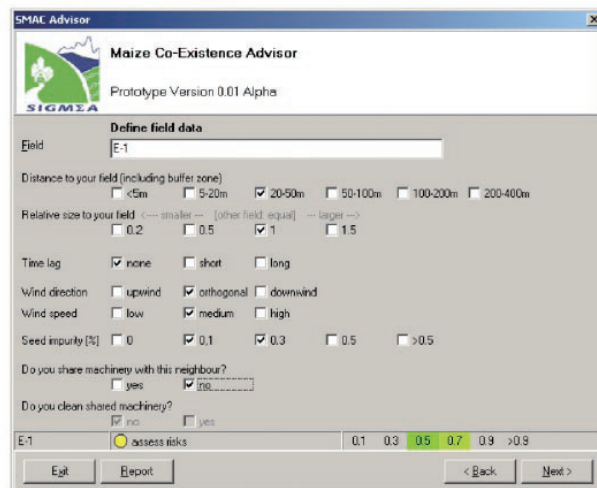 SMAC Advisor
SIGMEA
Maize Co-Existence Advisor
Prototype Version 0.01 Alpha
Define field data
Field E-1
Distance to your field (including buffer zone)
<5m 5-20m 20-50m 50-100m 100-200m 200-400m
Relative size to your field <--- smaller --- [other field: equal] --- larger --->
0.2 0.5 1 1.5
Time lag none short long
Wind direction upwind orthogonal downwind
Wind speed low medium high
Seed impurity [%] 0 0,1 0.3 0.5 >0.5
Do you share machinery with this neighbour?
yes no
Do you clean shared machinery?
no yes
E-1 assess risks 0.1 0.3 0.5 0.7 0.9 >0.9
Exit Report < Back Next >